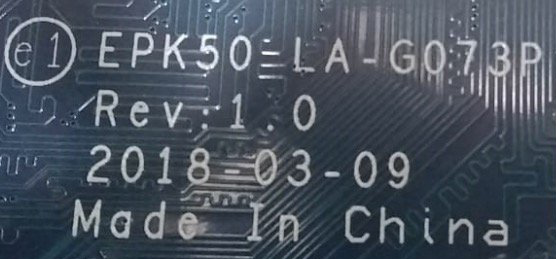 e1 EPK50 LA-G073P
Rev: 1.0
2018-03-09
Made In China